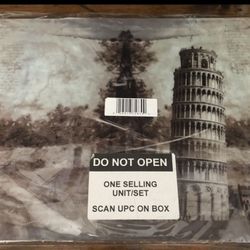 DO NOT OPEN
ONE SELLING
UNIT/SET
SCAN UPC ON BOX